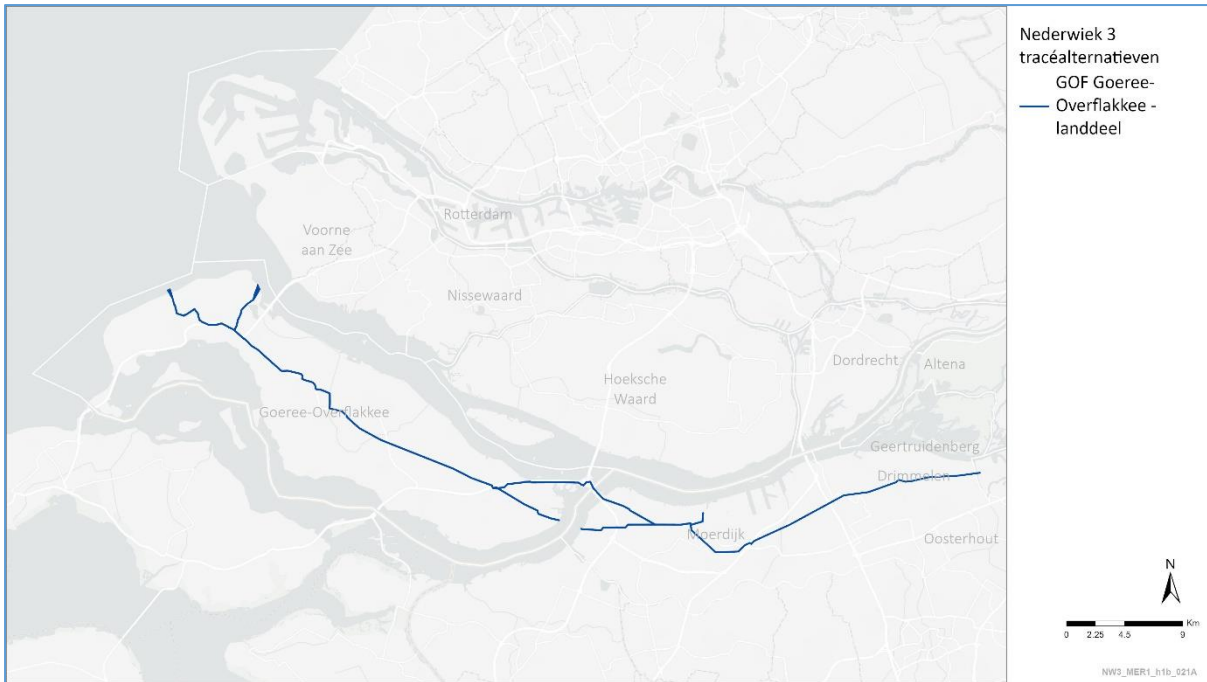 Nederwiek 3
tracéalternatieven
GOF Goeree-
Overflakkee -
landdeel
Rotterdam
Voorne
aan Zee
Nissewaard
Dordrecht
Altena
Hoeksche
Waard
Goeree-Overflakkee
Geertruidenberg
Drimmelen
Moerdijk
Oosterhout
N
Km
0 2.25 4.5 9
NW3_MER1_h1b_021A